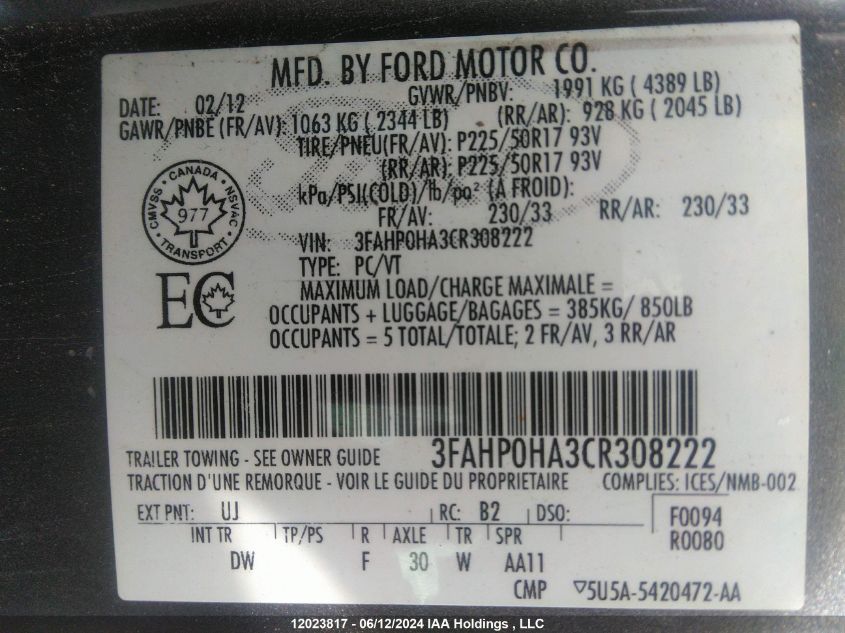 MFD. BY FORD MOTOR CO.
DATE: 02/12 GVWR/PNBV: 1991 KG ( 4389 LB)
GAWR/PNBE (FR/AV): 1063 KG ( 2344 LB) (RR/AR): 928 KG ( 2045 LB)
TIRE/PNEU(FR/AV): P225/50R17 93V
(RR/AR): P225/50R17 93V
kPa/PSI(COLD)/lb/po² (À FROID):
FR/AV: 230/33 RR/AR: 230/33
CMVSS · CANADA · NSVAC
977
TRANSPORT
VIN: 3FAHP0HA3CR308222
TYPE: PC/VT
EC
MAXIMUM LOAD/CHARGE MAXIMALE =
OCCUPANTS + LUGGAGE/BAGAGES = 385KG/ 850LB
OCCUPANTS = 5 TOTAL/TOTALE; 2 FR/AV, 3 RR/AR
3FAHP0HA3CR308222
TRAILER TOWING - SEE OWNER GUIDE
TRACTION D'UNE REMORQUE - VOIR LE GUIDE DU PROPRIETAIRE COMPLIES: ICES/NMB-002
EXT PNT: UJ RC: B2 DSO: F0094
INT TR TP/PS R AXLE TR SPR R0080
DW F 30 W AA11
CMP ▽5U5A-5420472-AA
12023817 - 06/12/2024 IAA Holdings , LLC